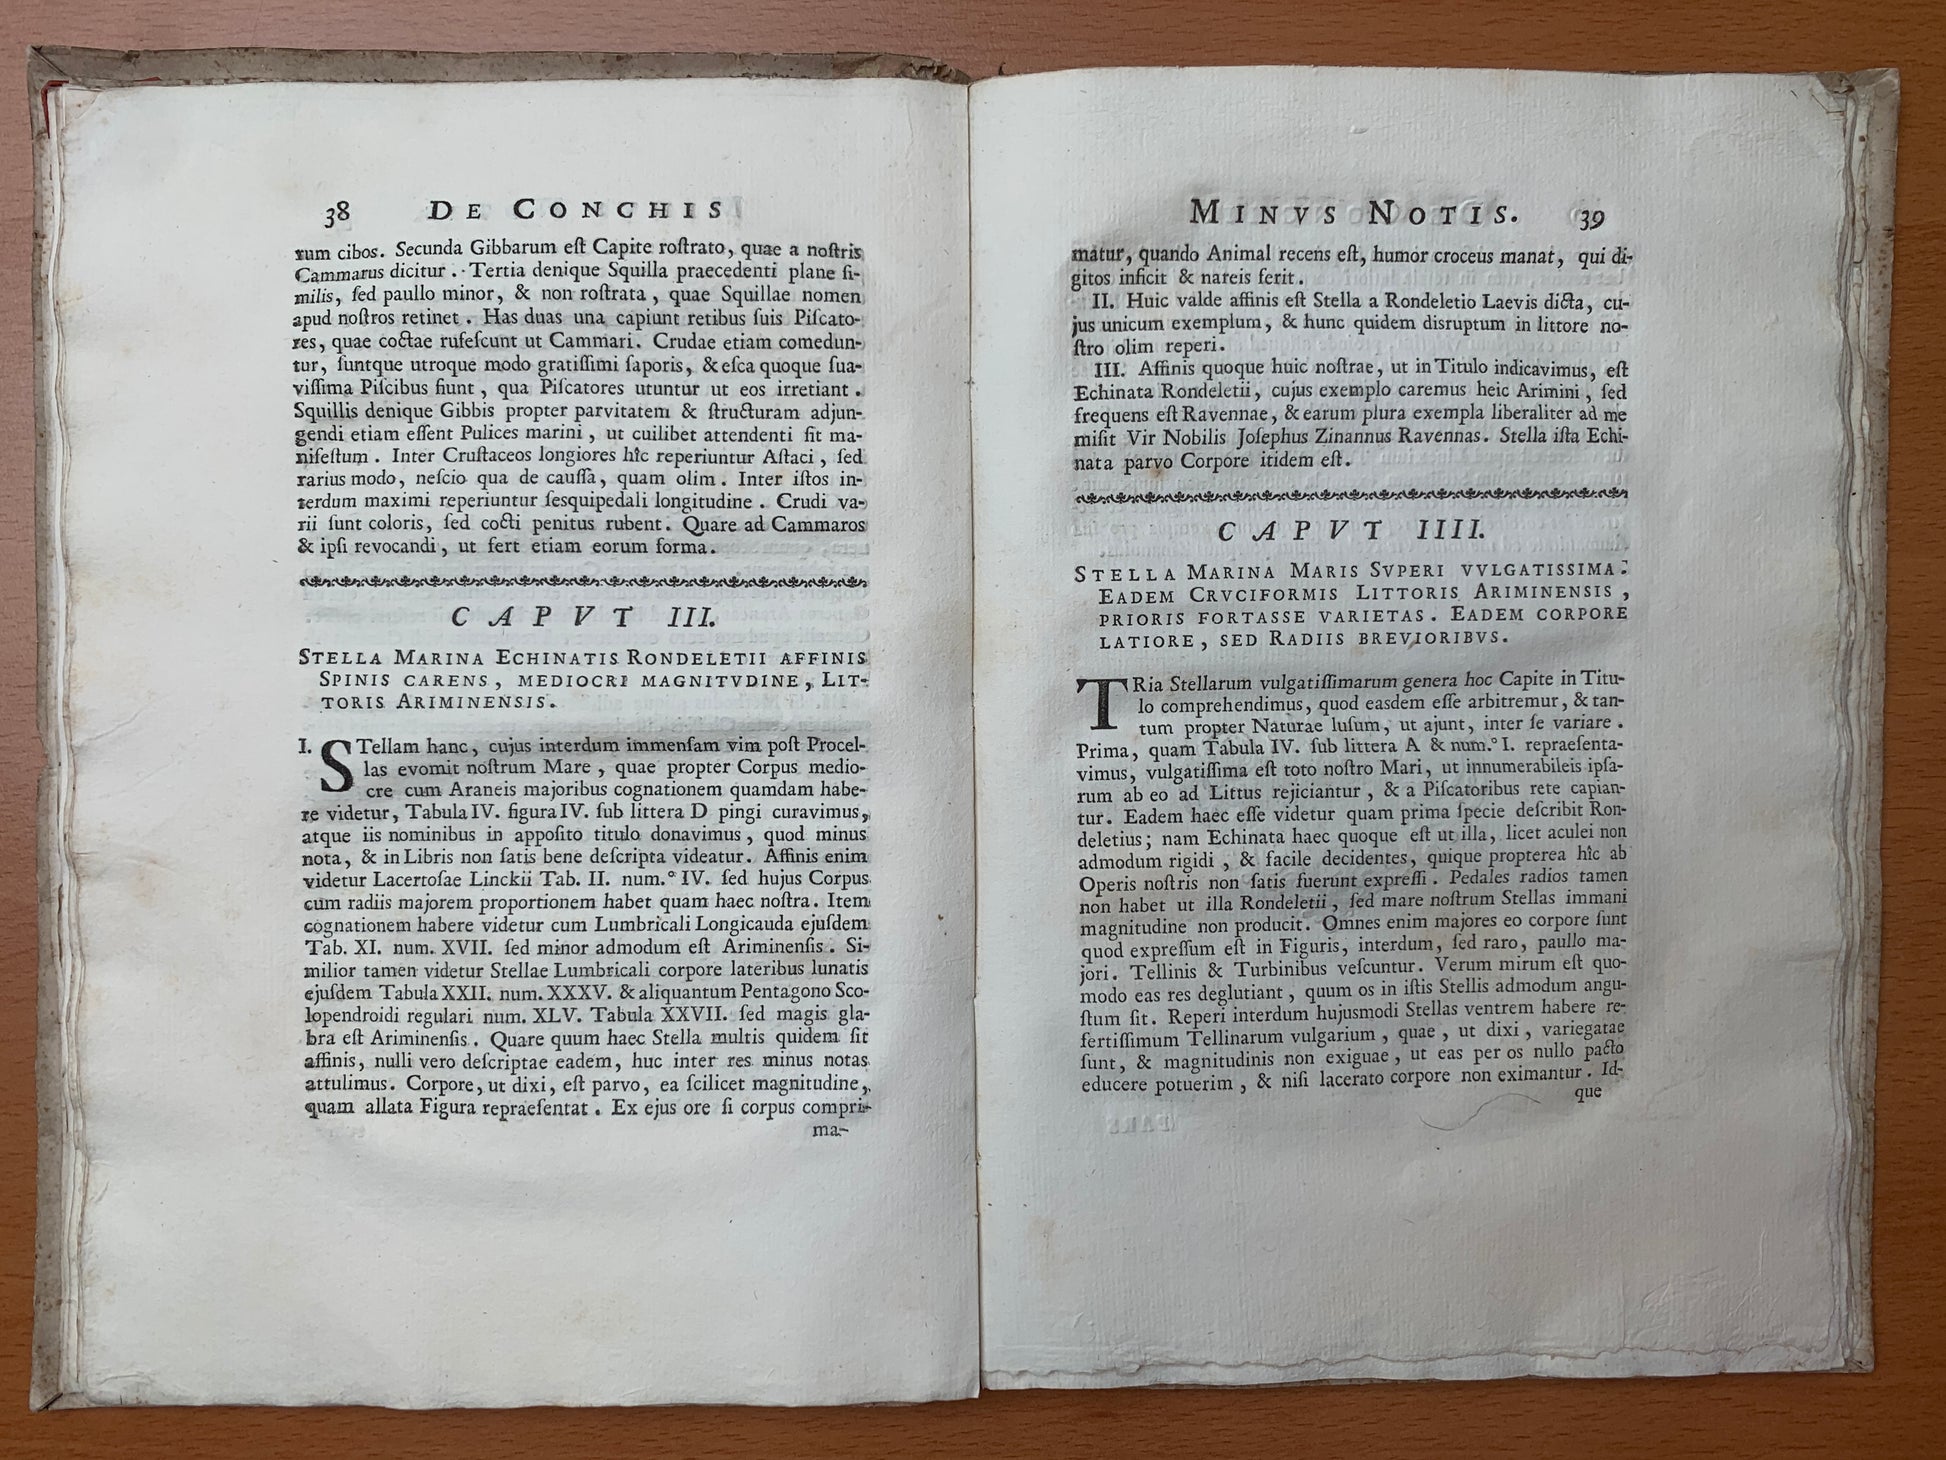 38 DE CONCHIS
rum cibos. Secunda Gibbarum eſt Capite roſtrato, quae a noſtris
Cammarus dicitur. Tertia denique Squilla praecedenti plane ſi-
milis, ſed paullo minor, & non roſtrata, quae Squillae nomen
apud noſtros retinet. Has duas una capiunt retibus ſuis Piſcato-
res, quae coctae rufeſcunt ut Cammari. Crudae etiam comedun-
tur, ſuntque utroque modo gratiſſimi ſaporis, & eſca quoque ſua-
viſſima Piſcibus fiunt, qua Piſcatores utuntur ut eos irretiant.
Squillis denique Gibbis propter parvitatem & ſtructuram adjun-
gendi etiam eſſent Pulices marini, ut cuilibet attendenti ſit ma-
nifeſtum. Inter Cruſtaceos longiores hîc reperiuntur Aſtaci, ſed
rarius modo, neſcio qua de cauſſa, quam olim. Inter iſtos in-
terdum maximi reperiuntur ſesquipedali longitudine. Crudi va-
rii ſunt coloris, ſed cocti penitus rubent. Quare ad Cammaros
& ipſi revocandi, ut fert etiam eorum forma.
CAPVT III.
STELLA MARINA ECHINATIS RONDELETII AFFINIS
SPINIS CARENS, MEDIOCRI MAGNITVDINE, LIT-
TORIS ARIMINENSIS.
I. STellam hanc, cujus interdum immenſam vim poſt Procel-
las evomit noſtrum Mare, quae propter Corpus medio-
cre cum Araneis majoribus cognationem quamdam habe-
re videtur, Tabula IV. figura IV. ſub littera D pingi curavimus,
atque iis nominibus in appoſito titulo donavimus, quod minus
nota, & in Libris non ſatis bene deſcripta videatur. Affinis enim
videtur Lacertoſae Linckii Tab. II. num.° IV. ſed hujus Corpus
cum radiis majorem proportionem habet quam haec noſtra. Item
cognationem habere videtur cum Lumbricali Longicauda ejuſdem
Tab. XI. num. XVII. ſed minor admodum eſt Ariminenſis. Si-
milior tamen videtur Stellae Lumbricali corpore lateribus lunatis
ejuſdem Tabula XXII. num. XXXV. & aliquantum Pentagono Sco-
lopendroidi regulari num. XLV. Tabula XXVII. ſed magis gla-
bra eſt Ariminenſis. Quare quum haec Stella multis quidem ſit
affinis, nulli vero deſcriptae eadem, huc inter res minus notas
attulimus. Corpore, ut dixi, eſt parvo, ea ſcilicet magnitudine,
quam allata Figura repraeſentat. Ex ejus ore ſi corpus compri-
ma-
MINVS NOTIS. 39
matur, quando Animal recens eſt, humor croceus manat, qui di-
gitos inficit & nareis ferit.
II. Huic valde affinis eſt Stella a Rondeletio Laevis dicta, cu-
jus unicum exemplum, & hunc quidem disruptum in littore no-
ſtro olim reperi.
III. Affinis quoque huic noſtrae, ut in Titulo indicavimus, eſt
Echinata Rondeletii, cujus exemplo caremus heic Arimini, ſed
frequens eſt Ravennae, & earum plura exempla liberaliter ad me
miſit Vir Nobilis Joſephus Zinannus Ravennas. Stella iſta Echi-
nata parvo Corpore itidem eſt.
CAPVT IIII.
STELLA MARINA MARIS SVPERI VVLGATISSIMA.
EADEM CRVCIFORMIS LITTORIS ARIMINENSIS,
PRIORIS FORTASSE VARIETAS. EADEM CORPORE
LATIORE, SED RADIIS BREVIORIBVS.
TRia Stellarum vulgatiſſimarum genera hoc Capite in Titu-
lo comprehendimus, quod easdem eſſe arbitremur, & tan-
tum propter Naturae luſum, ut ajunt, inter ſe variare.
Prima, quam Tabula IV. ſub littera A & num.° I. repraeſenta-
vimus, vulgatiſſima eſt toto noſtro Mari, ut innumerabileis ipſa-
rum ab eo ad Littus rejiciantur, & a Piſcatoribus rete capian-
tur. Eadem haec eſſe videtur quam prima ſpecie deſcribit Ron-
deletius; nam Echinata haec quoque eſt ut illa, licet aculei non
admodum rigidi, & facile decidentes, quique propterea hîc ab
Operis noſtris non ſatis fuerunt expreſſi. Pedales radios tamen
non habet ut illa Rondeletii, ſed mare noſtrum Stellas immani
magnitudine non producit. Omnes enim majores eo corpore ſunt
quod expreſſum eſt in Figuris, interdum, ſed raro, paullo ma-
jori. Tellinis & Turbinibus veſcuntur. Verum mirum eſt quo-
modo eas res deglutiant, quum os in iſtis Stellis admodum angu-
ſtum ſit. Reperi interdum hujusmodi Stellas ventrem habere re-
fertiſſimum Tellinarum vulgarium, quae, ut dixi, variegatae
ſunt, & magnitudinis non exiguae, ut eas per os nullo pacto
educere potuerim, & niſi lacerato corpore non eximantur. Id-
que